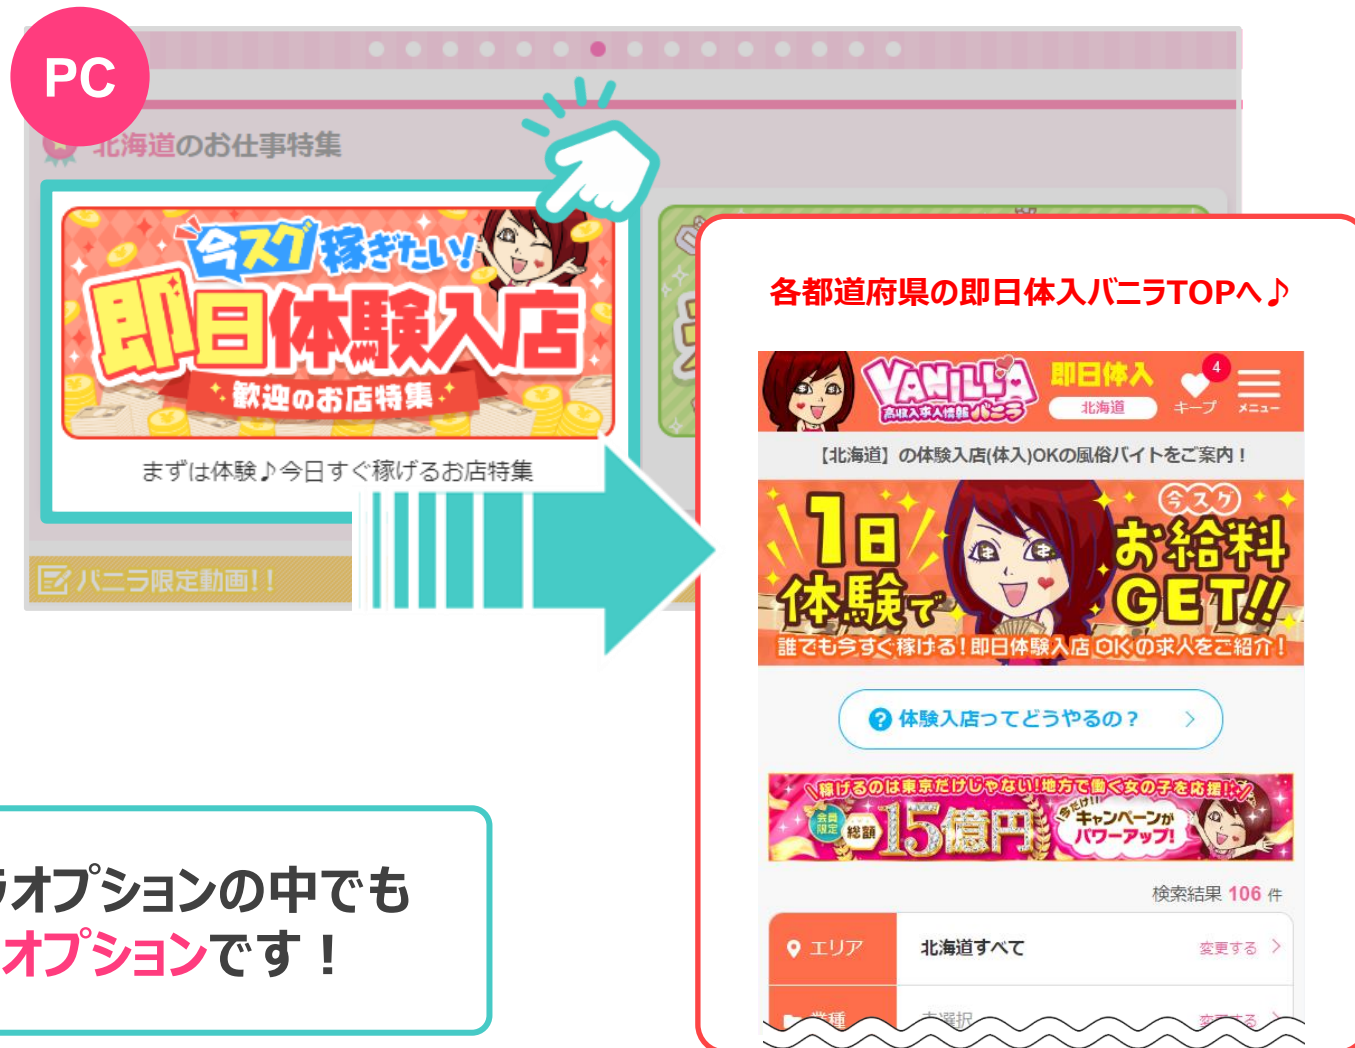 PC
北海道のお仕事特集
今スグ稼ぎたい!
即日体験入店
歓迎のお店特集
まずは体験♪今日すぐ稼げるお店特集
バニラ限定動画!!
各都道府県の即日体入バニラTOPへ♪
VANILLA
高収入求人情報バニラ
即日体入
北海道
4
キープ
メニュー
【北海道】の体験入店(体入)OKの風俗バイトをご案内！
1日
体験で
今スグ
お給料
GET!!
誰でも今すぐ稼げる!即日体験入店OKの求人をご紹介!
? 体験入店ってどうやるの？
稼げるのは東京だけじゃない!地方で働く女の子を応援!!
会員
限定
総額
15億円
今だけ!!
キャンペーンが
パワーアップ!
検索結果 106 件
エリア 北海道すべて 変更する
業種 未選択 変更する
オプションの中でも
オプションです！